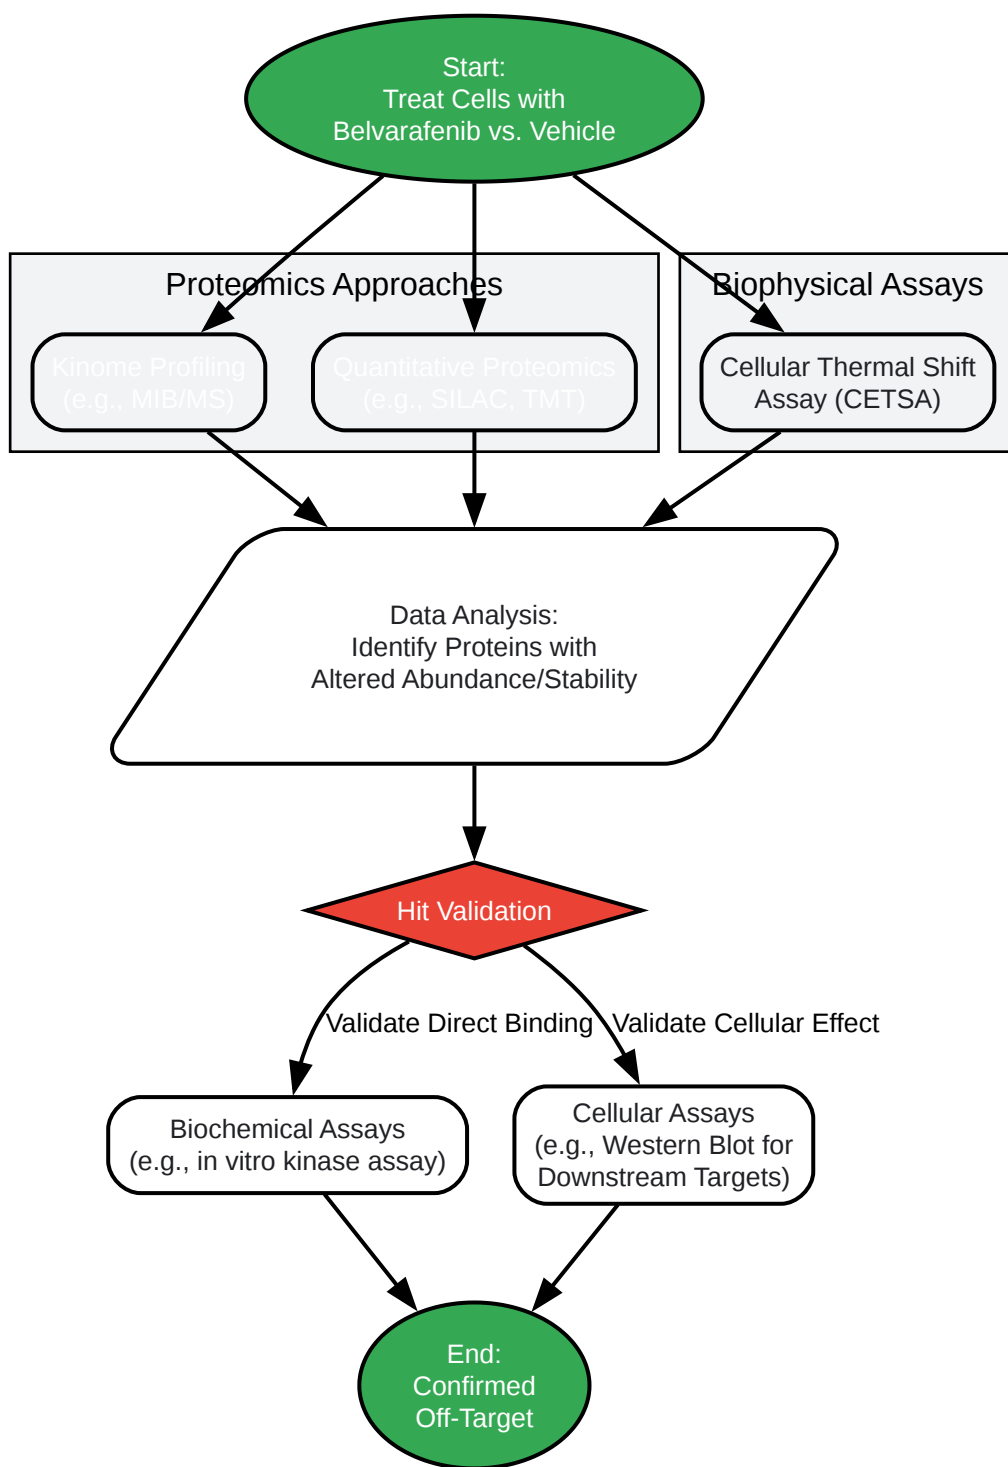 Start:
Treat Cells with
Belvarafenib vs. Vehicle
Proteomics Approaches
Biophysical Assays
Kinome Profiling
(e.g., MIB/MS)
Quantitative Proteomics
(e.g., SILAC, TMT)
Cellular Thermal Shift
Assay (CETSA)
Data Analysis:
Identify Proteins with
Altered Abundance/Stability
Hit Validation
Validate Direct Binding
Validate Cellular Effect
Biochemical Assays
(e.g., in vitro kinase assay)
Cellular Assays
(e.g., Western Blot for
Downstream Targets)
End:
Confirmed
Off-Target